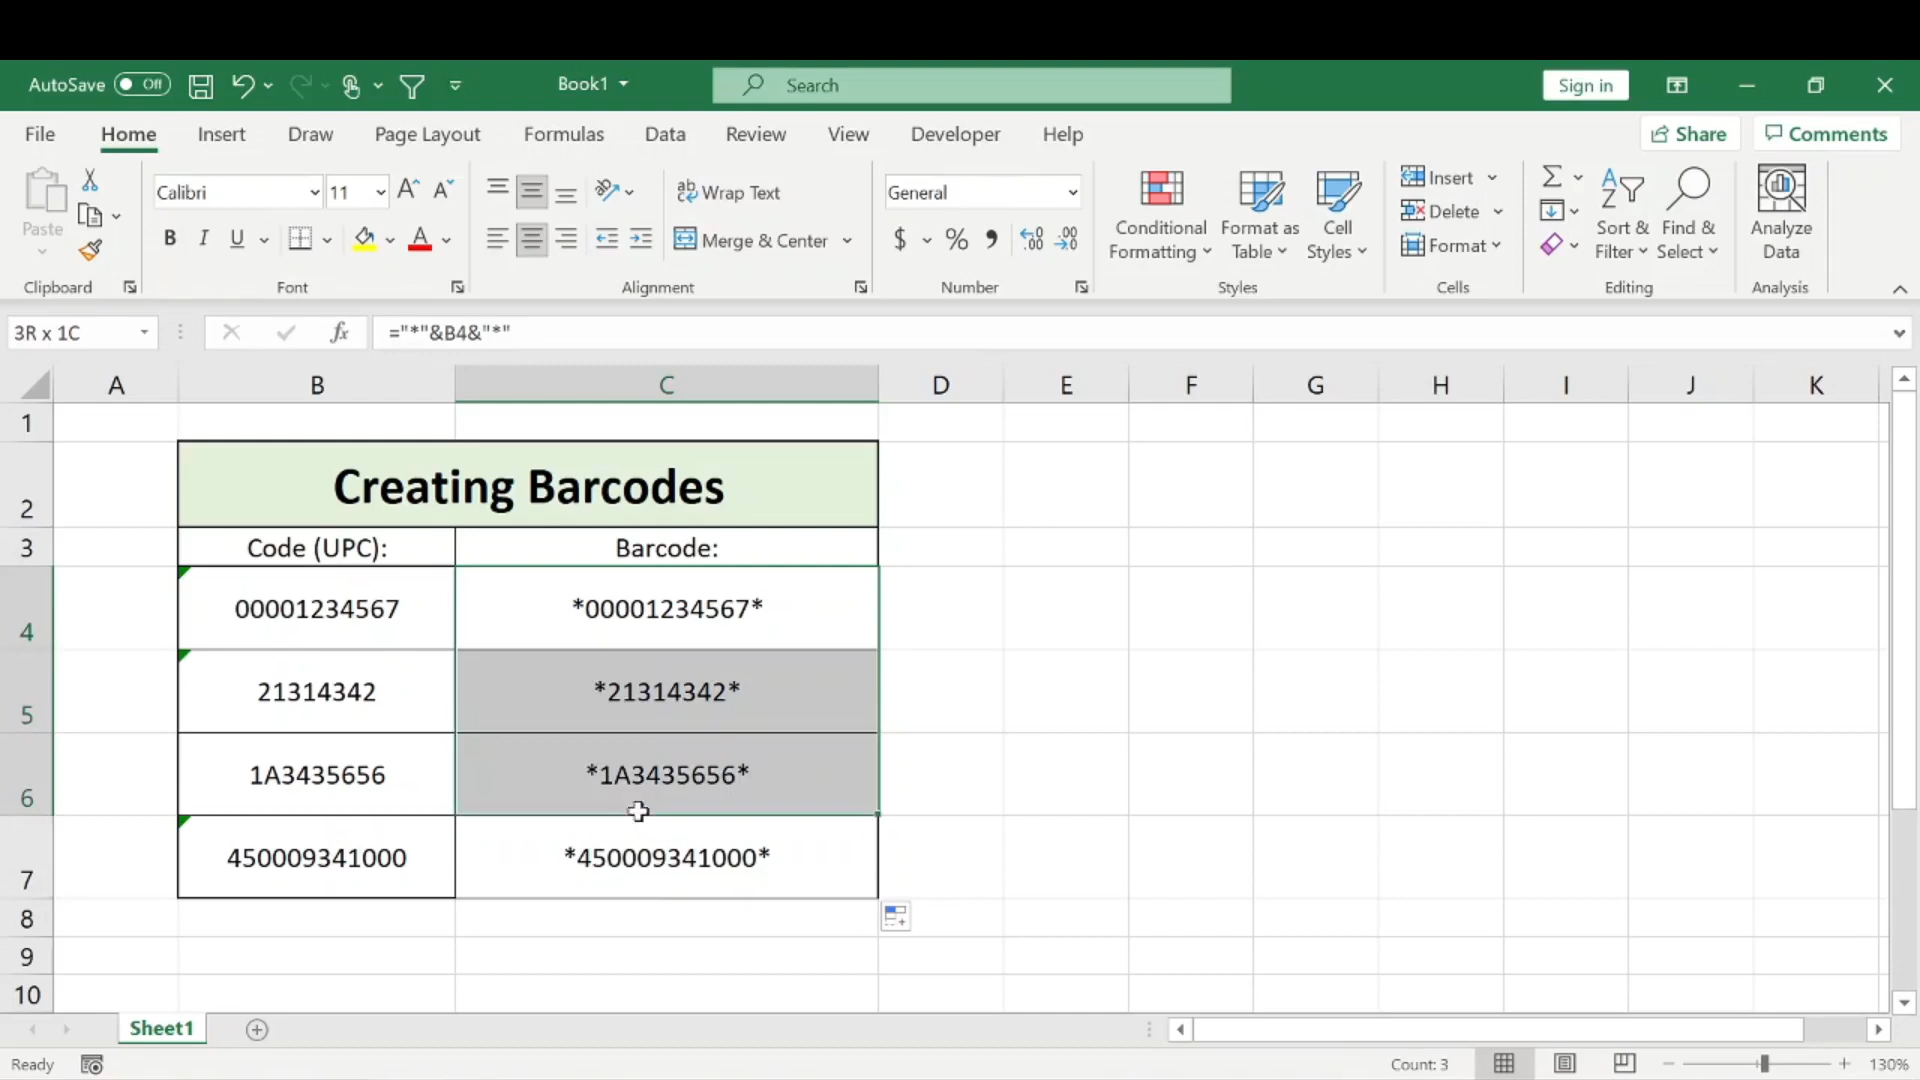 AutoSave Off Book1 Search Sign in
File Home Insert Draw Page Layout Formulas Data Review View Developer Help Share Comments
Paste Calibri 11 B I U Wrap Text Merge & Center General $ % Conditional Formatting Format as Table Cell Styles Insert Delete Format Sort & Filter Find & Select Analyze Data
Clipboard Font Alignment Number Styles Cells Editing Analysis
3R x 1C fx ="*"&B4&"*"
A B C D E F G H I J K
1
2 Creating Barcodes
3 Code (UPC): Barcode:
4 00001234567 *00001234567*
5 21314342 *21314342*
6 1A3435656 *1A3435656*
7 450009341000 *450009341000*
8
9
10
Sheet1
Ready Count: 3 130%